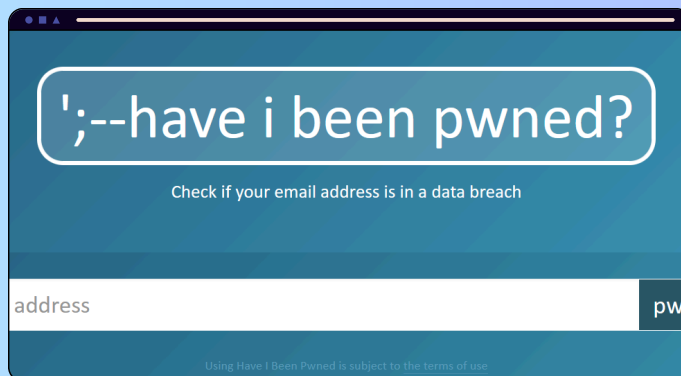 ';--have i been pwned?
Check if your email address is in a data breach
address
pw
Using Have I Been Pwned is subject to the terms of use